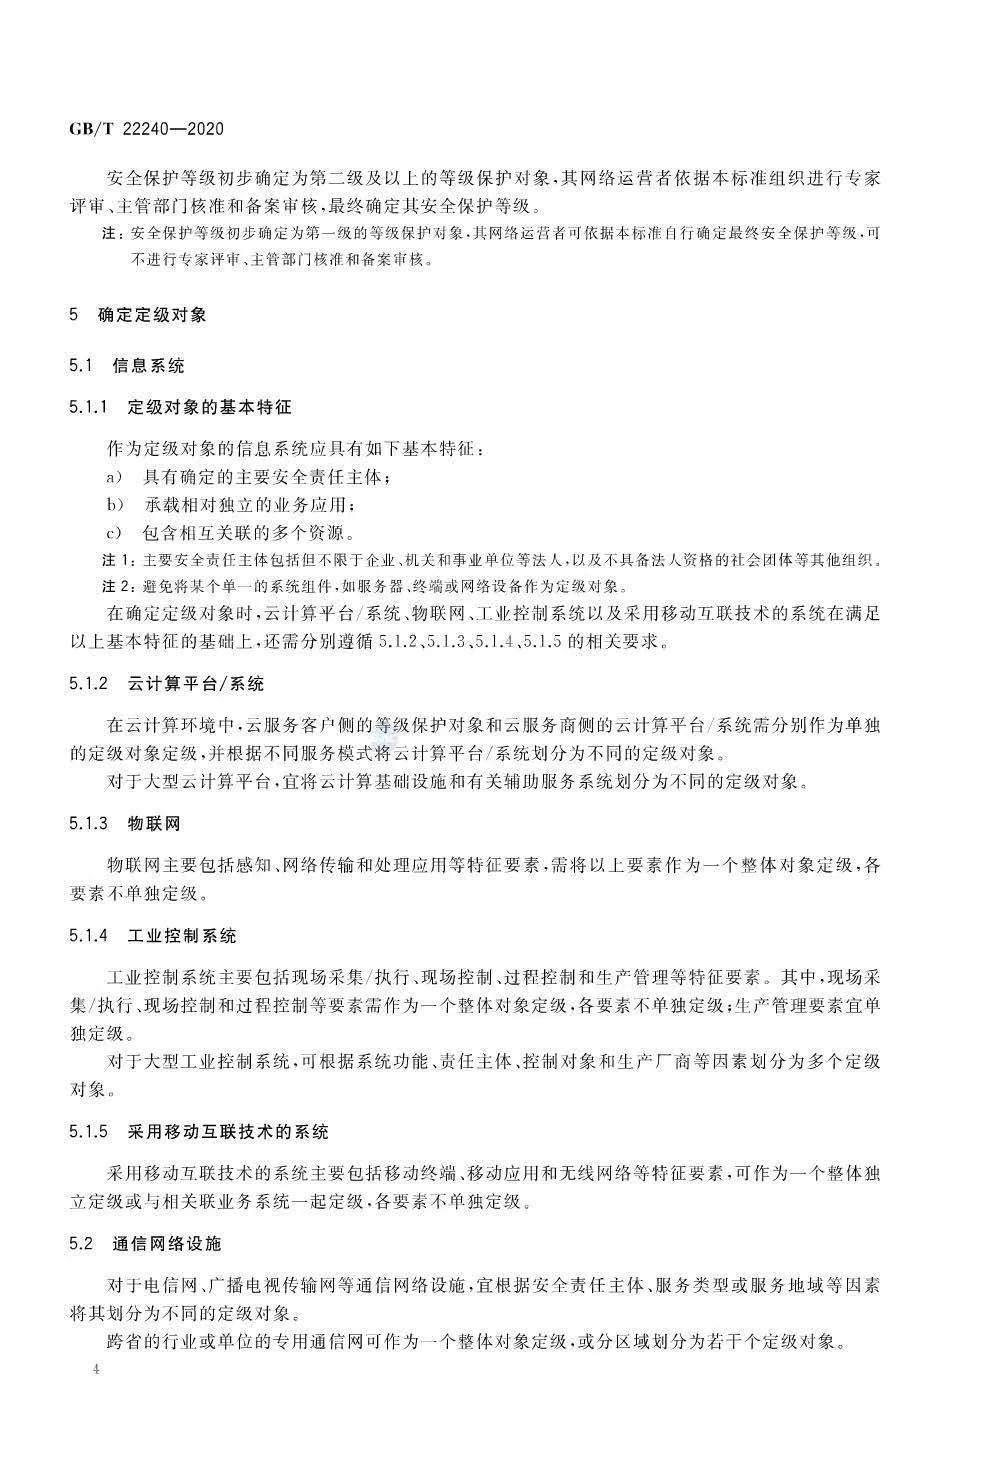 GB/T 22240—2020
安全保护等级初步确定为第二级及以上的等级保护对象,其网络运营者依据本标准组织进行专家
评审、主管部门核准和备案审核,最终确定其安全保护等级。
注:安全保护等级初步确定为第一级的等级保护对象,其网络运营者可依据本标准自行确定最终安全保护等级,可
不进行专家评审、主管部门核准和备案审核。
5 确定定级对象
5.1 信息系统
5.1.1 定级对象的基本特征
作为定级对象的信息系统应具有如下基本特征:
a) 具有确定的主要安全责任主体;
b) 承载相对独立的业务应用;
c) 包含相互关联的多个资源。
注1:主要安全责任主体包括但不限于企业、机关和事业单位等法人,以及不具备法人资格的社会团体等其他组织。
注2:避免将某个单一的系统组件,如服务器、终端或网络设备作为定级对象。
在确定定级对象时,云计算平台/系统、物联网、工业控制系统以及采用移动互联技术的系统在满足
以上基本特征的基础上,还需分别遵循5.1.2、5.1.3、5.1.4、5.1.5的相关要求。
5.1.2 云计算平台/系统
在云计算环境中,云服务客户侧的等级保护对象和云服务商侧的云计算平台/系统需分别作为单独
的定级对象定级,并根据不同服务模式将云计算平台/系统划分为不同的定级对象。
对于大型云计算平台,宜将云计算基础设施和有关辅助服务系统划分为不同的定级对象。
5.1.3 物联网
物联网主要包括感知、网络传输和处理应用等特征要素,需将以上要素作为一个整体对象定级,各
要素不单独定级。
5.1.4 工业控制系统
工业控制系统主要包括现场采集/执行、现场控制、过程控制和生产管理等特征要素。其中,现场采
集/执行、现场控制和过程控制等要素需作为一个整体对象定级,各要素不单独定级;生产管理要素宜单
独定级。
对于大型工业控制系统,可根据系统功能、责任主体、控制对象和生产厂商等因素划分为多个定级
对象。
5.1.5 采用移动互联技术的系统
采用移动互联技术的系统主要包括移动终端、移动应用和无线网络等特征要素,可作为一个整体独
立定级或与相关联业务系统一起定级,各要素不单独定级。
5.2 通信网络设施
对于电信网、广播电视传输网等通信网络设施,宜根据安全责任主体、服务类型或服务地域等因素
将其划分为不同的定级对象。
跨省的行业或单位的专用通信网可作为一个整体对象定级,或分区域划分为若干个定级对象。
4